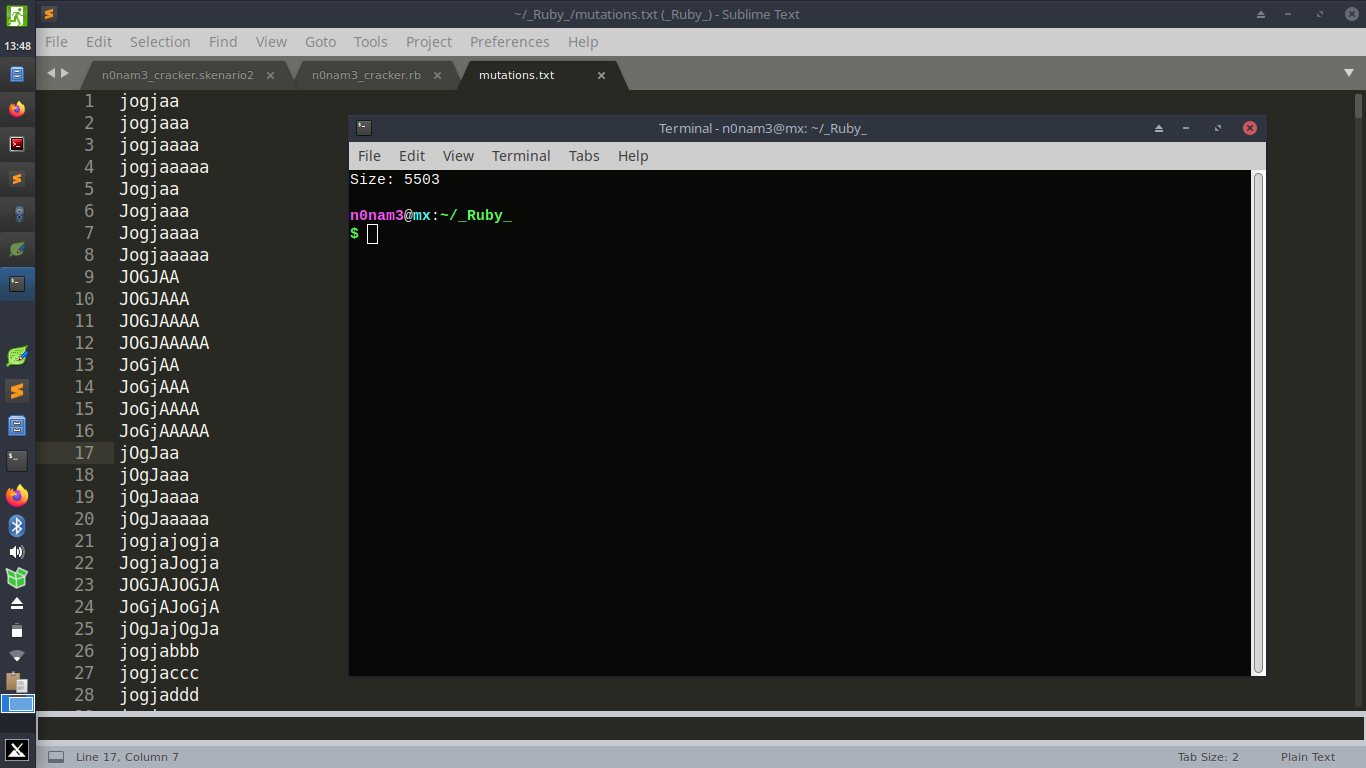 ~/_Ruby_/mutations.txt (_Ruby_) - Sublime Text
13:48
File Edit Selection Find View Goto Tools Project Preferences Help
n0nam3_cracker.skenario2 n0nam3_cracker.rb mutations.txt
1 jogjaa
2 jogjaaa
3 jogjaaaa
4 jogjaaaaa
5 Jogjaa
6 Jogjaaa
7 Jogjaaaa
8 Jogjaaaaa
9 JOGJAA
10 JOGJAAA
11 JOGJAAAA
12 JOGJAAAAA
13 JoGjAA
14 JoGjAAA
15 JoGjAAAA
16 JoGjAAAAA
17 jOgJaa
18 jOgJaaa
19 jOgJaaaa
20 jOgJaaaaa
21 jogjajogja
22 JogjaJogja
23 JOGJAJOGJA
24 JoGjAJoGjA
25 jOgJajOgJa
26 jogjabbb
27 jogjaccc
28 jogjaddd
Terminal - n0nam3@mx: ~/_Ruby_
File Edit View Terminal Tabs Help
Size: 5503
n0nam3@mx:~/_Ruby_
$
Line 17, Column 7
Tab Size: 2
Plain Text